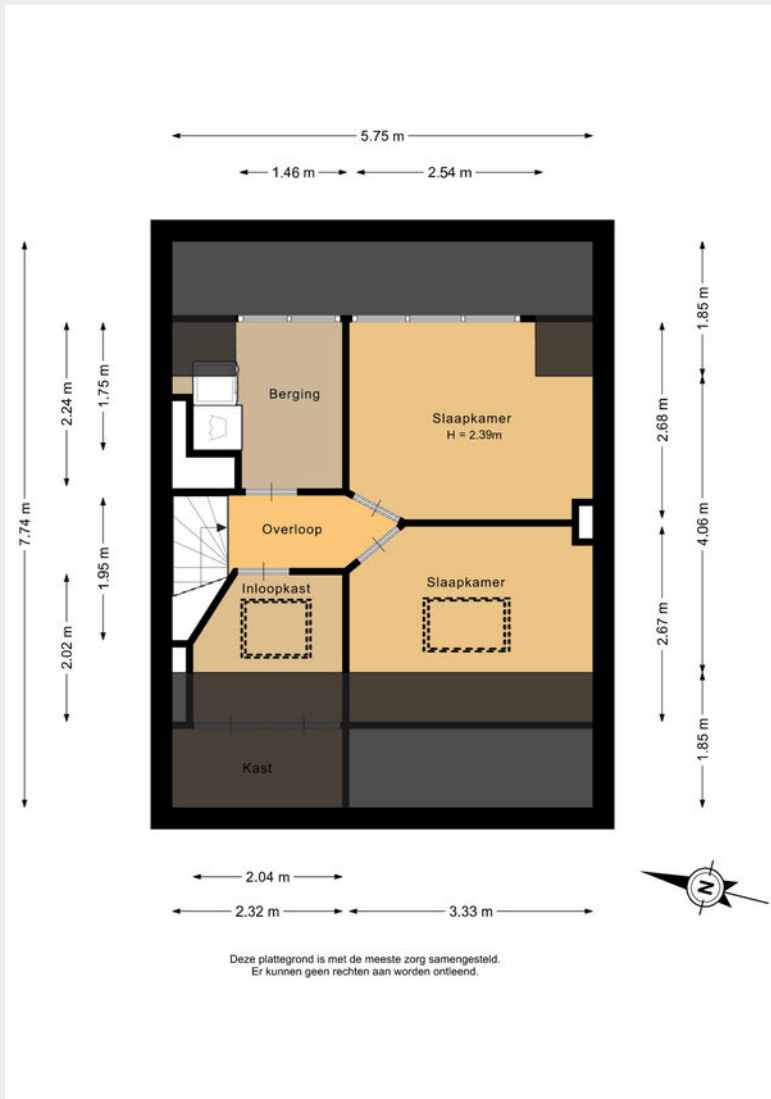 5.75 m
1.46 m
2.54 m
1.85 m
2.24 m
1.75 m
Berging
Slaapkamer
H = 2.39m
2.68 m
7.74 m
1.95 m
Overloop
4.06 m
Inloopkast
Slaapkamer
2.02 m
2.67 m
1.85 m
Kast
2.04 m
N
2.32 m
3.33 m
Deze plattegrond is met de meeste zorg samengesteld.
Er kunnen geen rechten aan worden ontleend.